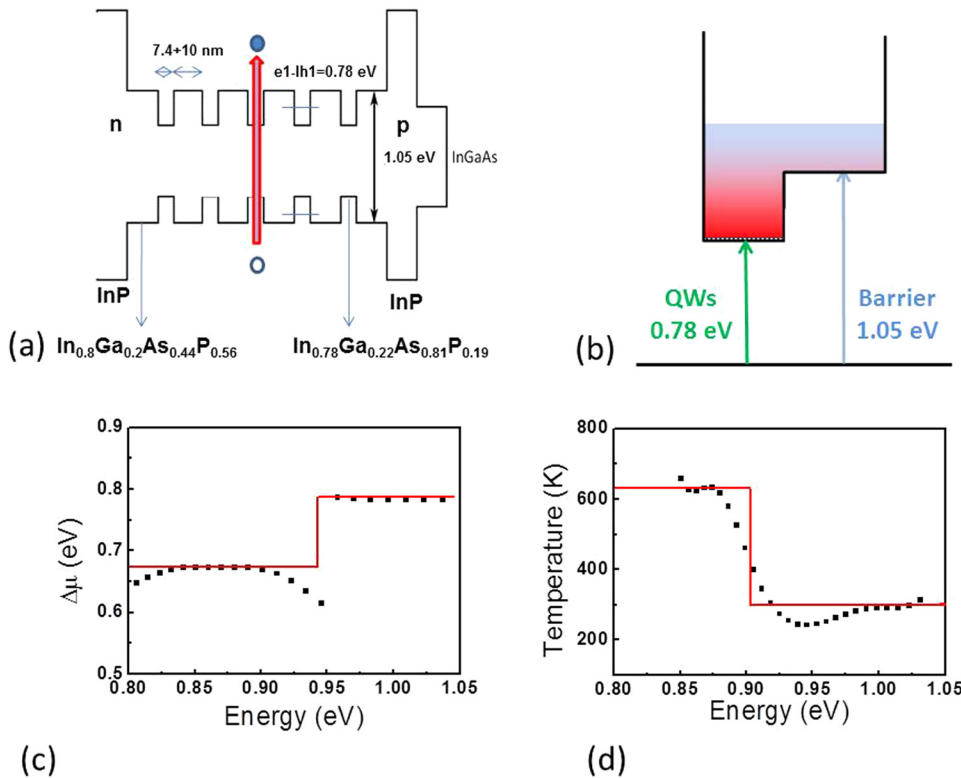 7.4+10 nm
e1-lh1=0.78 eV
n
p
1.05 eV
InGaAs
InP
InP
(a)
In0.8Ga0.2As0.44P0.56
In0.78Ga0.22As0.81P0.19
QWs
0.78 eV
Barrier
1.05 eV
(b)
0.9
0.8
0.7
0.6
0.5
Δμ (eV)
0.80
0.85
0.90
0.95
1.00
1.05
Energy (eV)
(c)
800
600
400
200
Temperature (K)
0.80
0.85
0.90
0.95
1.00
1.05
Energy (eV)
(d)